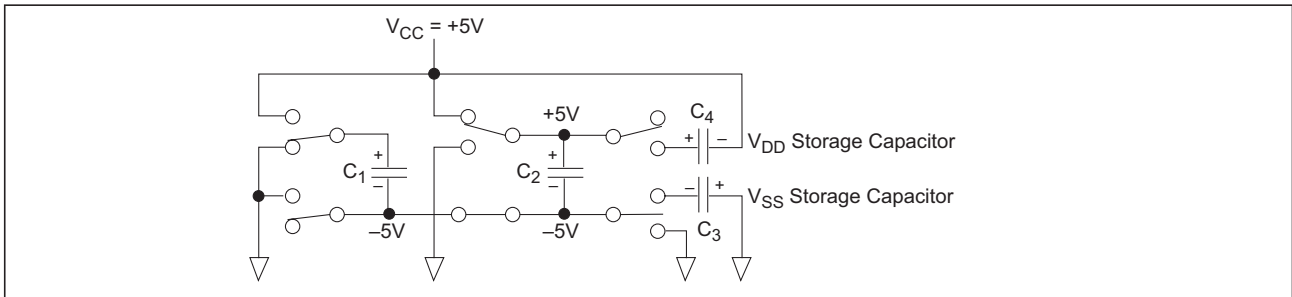 V_CC = +5V
+5V
C_4
+ –
V_DD Storage Capacitor
+
C_1
–
+
C_2
–
– +
V_SS Storage Capacitor
–5V
–5V
C_3